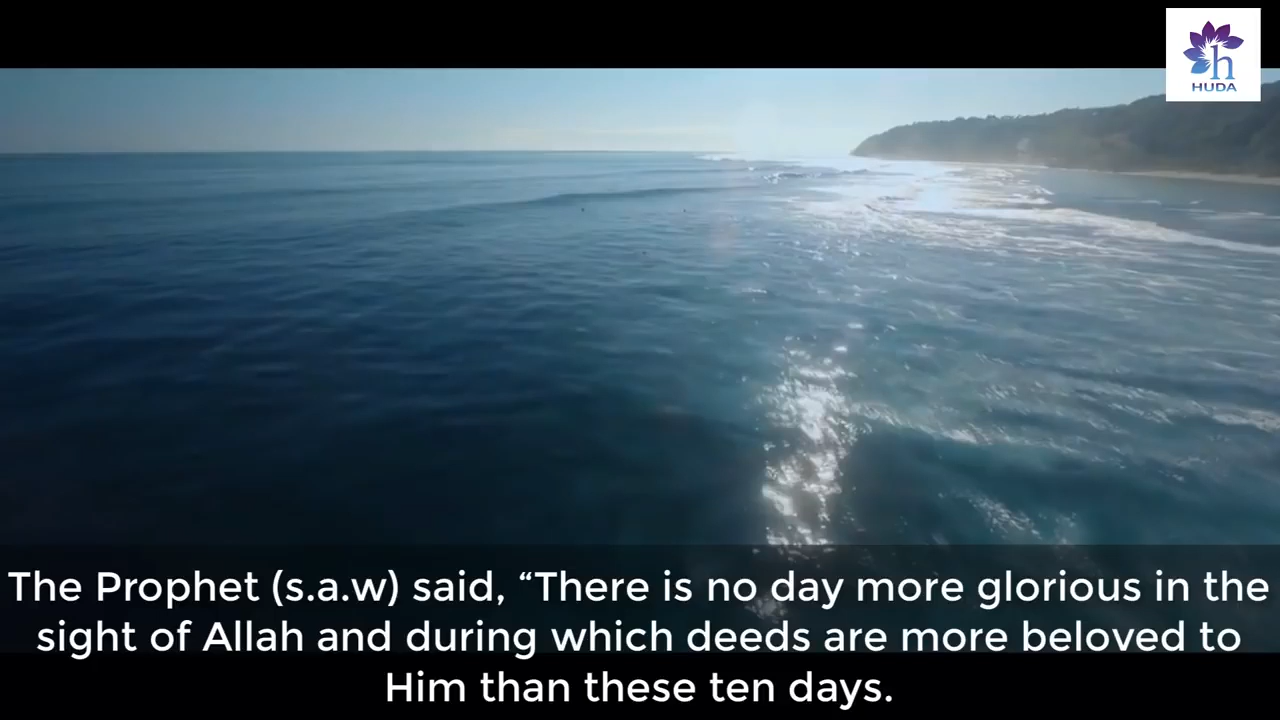 h
HUDA
The Prophet (s.a.w) said, “There is no day more glorious in the
sight of Allah and during which deeds are more beloved to
Him than these ten days.